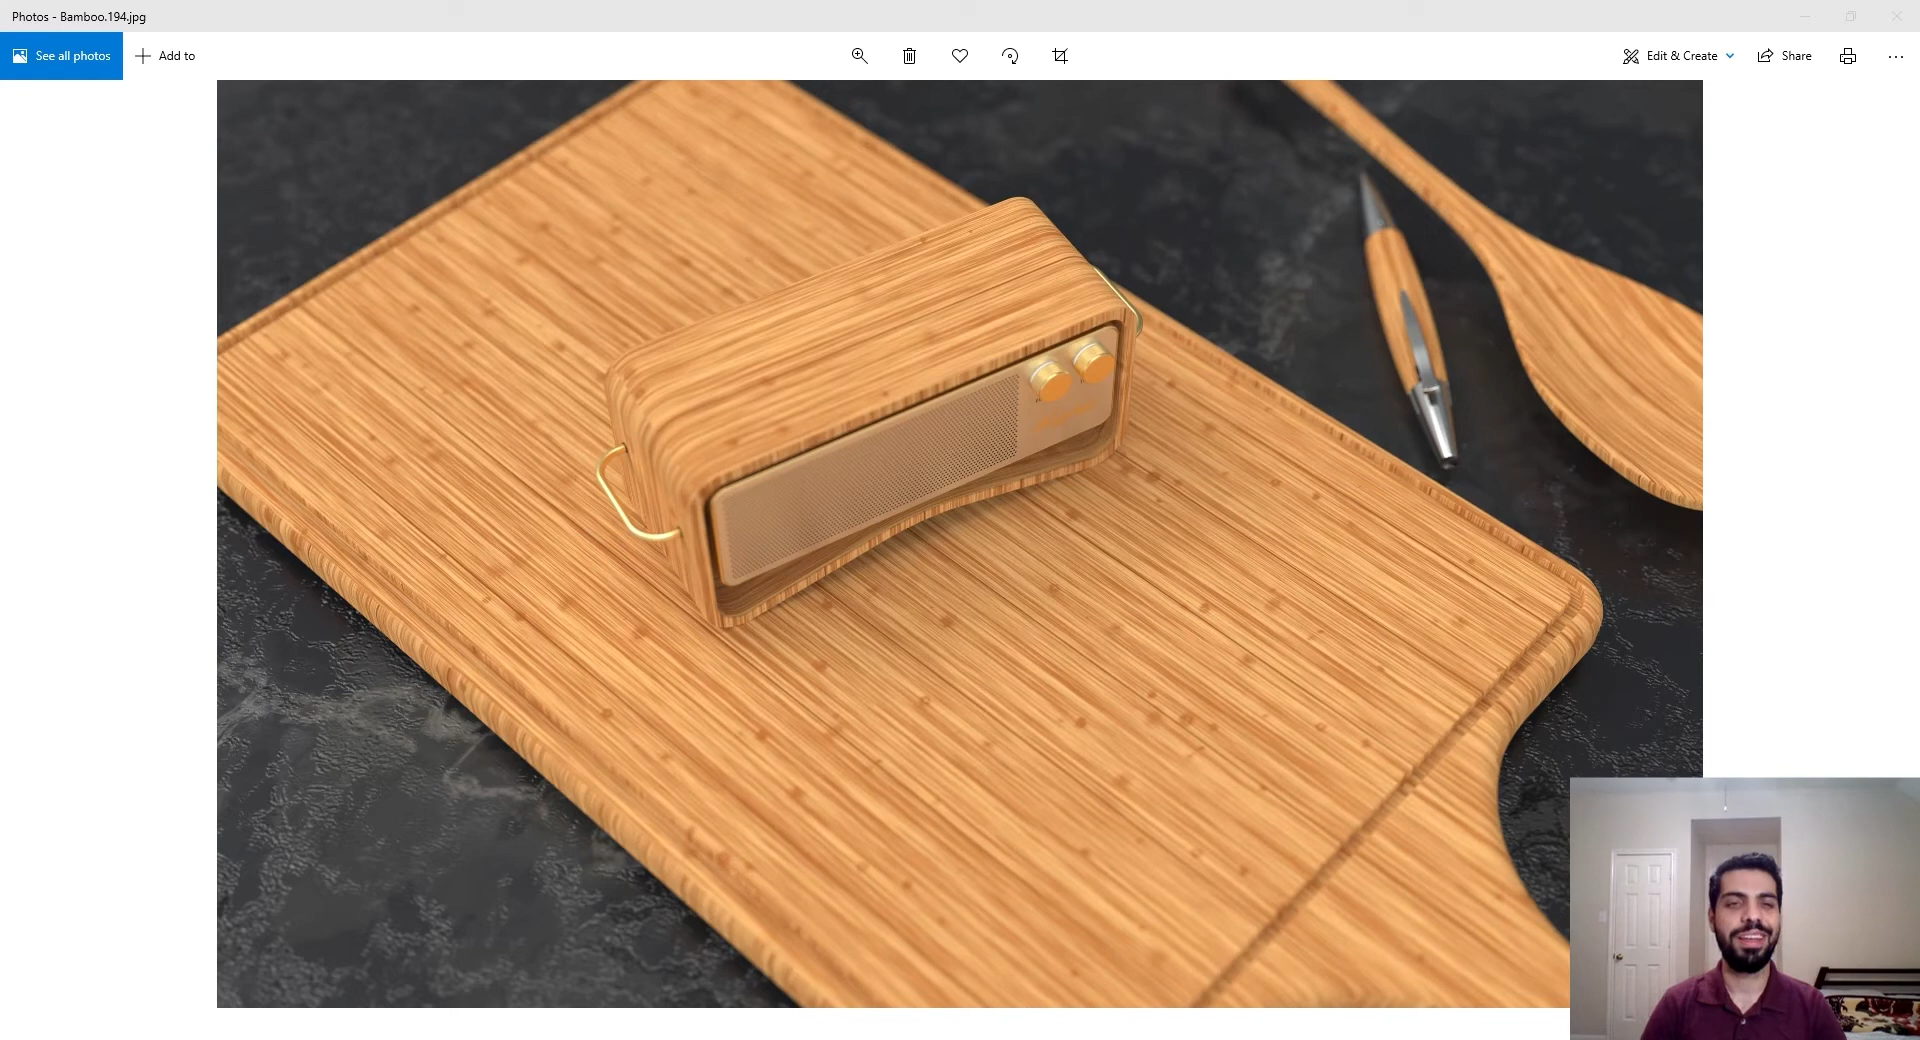 Photos - Bamboo.194.jpg
See all photos
Add to
Edit & Create
Share